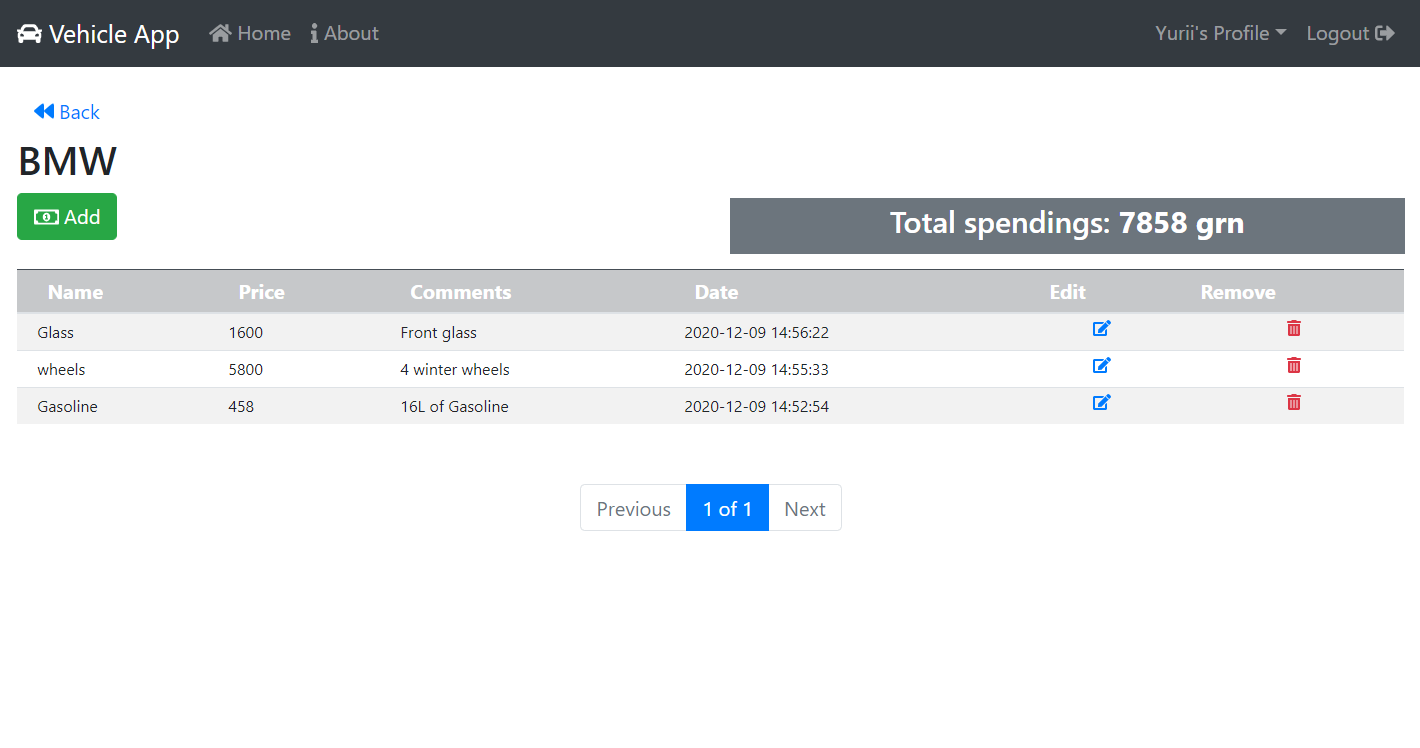 Vehicle App Home About Yurii's Profile Logout
Back
BMW
Add
Total spendings: 7858 grn
Name Price Comments Date Edit Remove
Glass 1600 Front glass 2020-12-09 14:56:22
wheels 5800 4 winter wheels 2020-12-09 14:55:33
Gasoline 458 16L of Gasoline 2020-12-09 14:52:54
Previous 1 of 1 Next